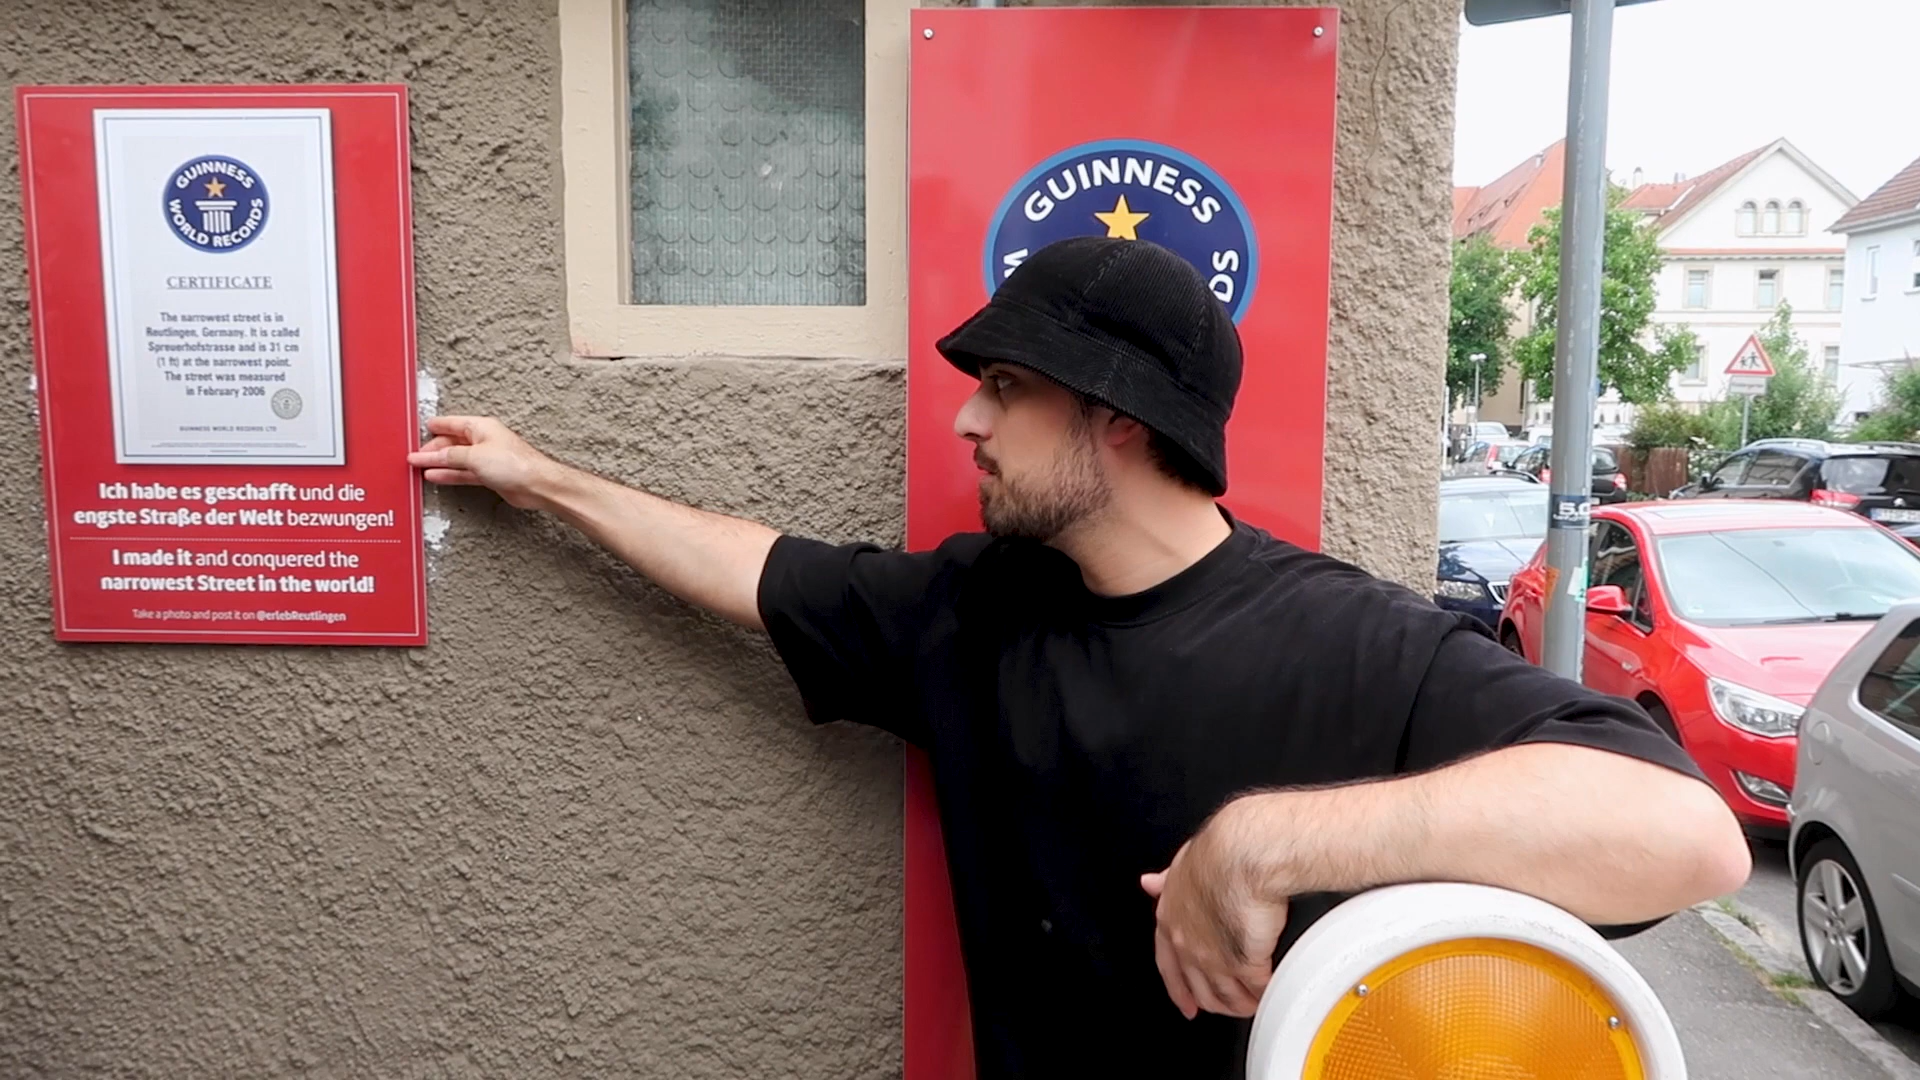 GUINNESS
WORLD RECORDS
CERTIFICATE
The narrowest street is in
Reutlingen, Germany. It is called
Spreuerhofstrasse and is 31 cm
(1 ft) at the narrowest point.
The street was measured
in February 2006
GUINNESS WORLD RECORDS LTD
Ich habe es geschafft und die
engste Straße der Welt bezwungen!
I made it and conquered the
narrowest Street in the world!
Take a photo and post it on @erlebReutlingen
GUINNESS
W DS
5.0